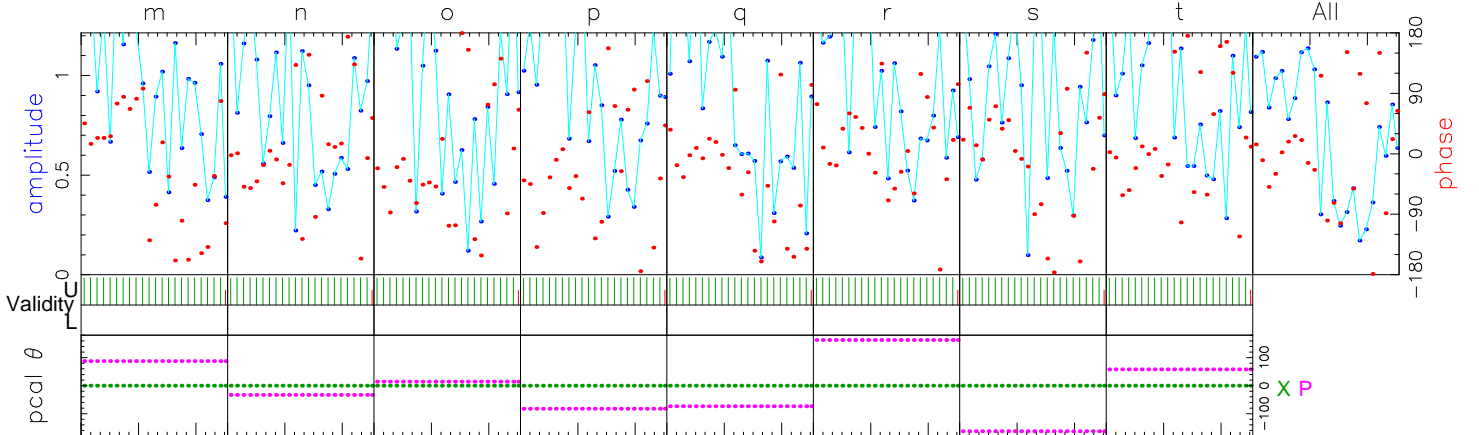 m n o p q r s t All
amplitude
1
0.5
0
phase
180
90
0
−90
−180
Validity
U
L
pcal θ
100
0
−100
X P